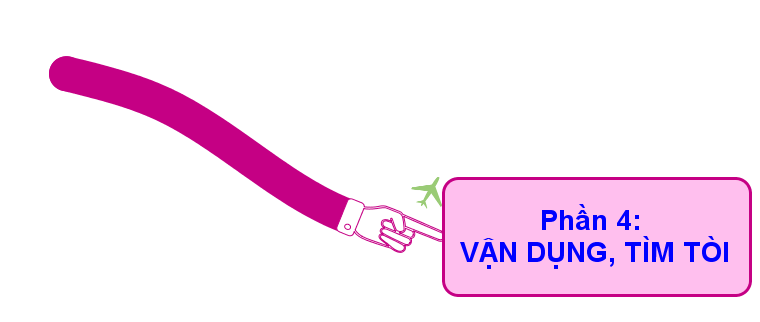 Phần 4:
VẬN DỤNG, TÌM TÒI